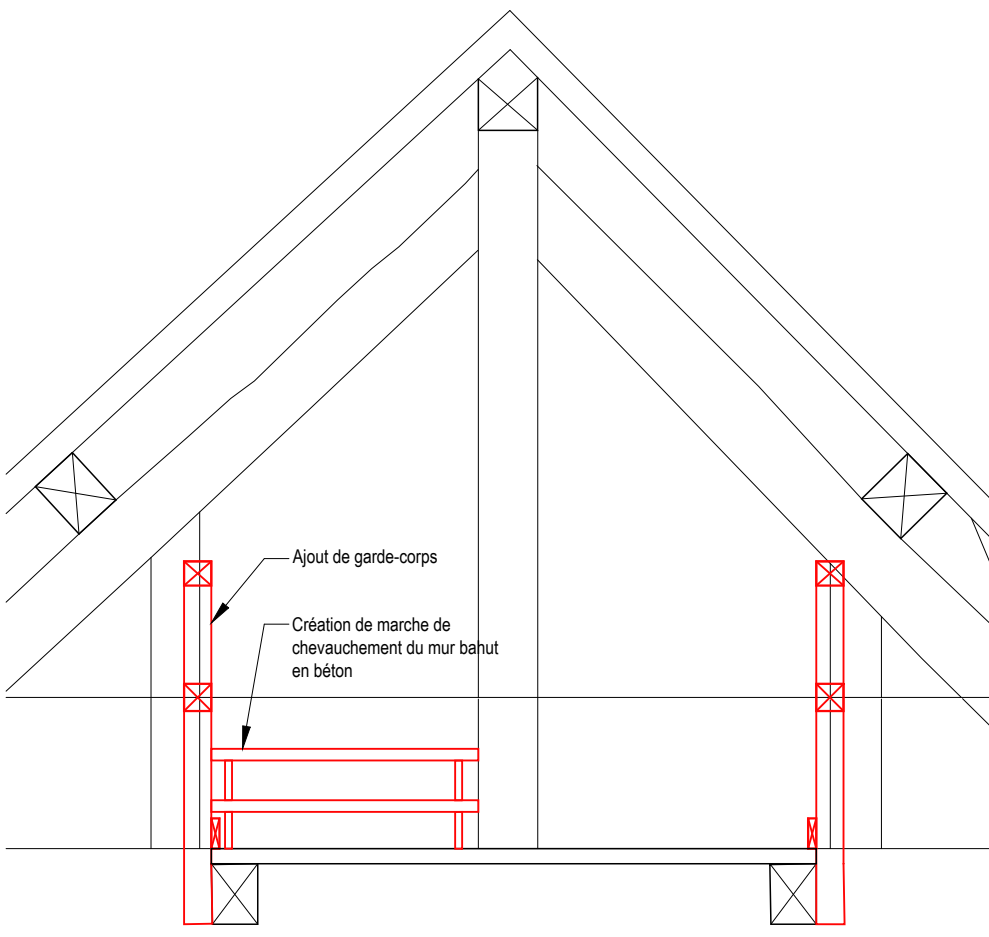 Ajout de garde-corps
Création de marche de
chevauchement du mur bahut
en béton